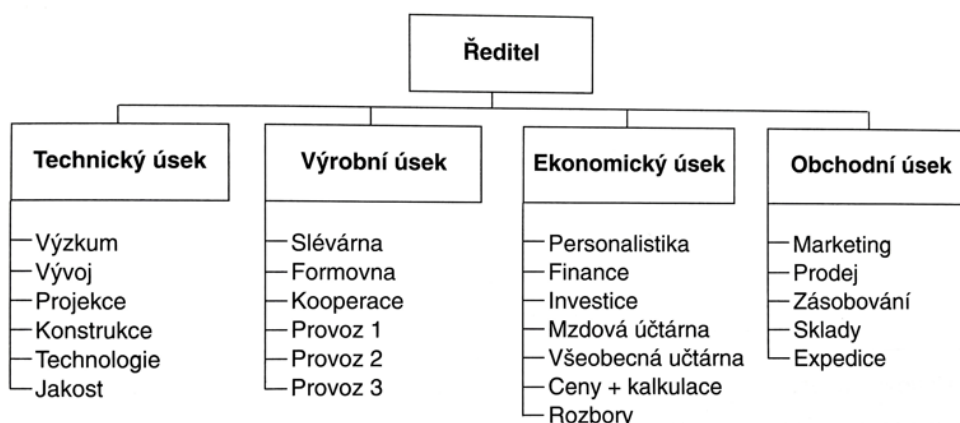 Ředitel
Technický úsek
Výrobní úsek
Ekonomický úsek
Obchodní úsek
Výzkum
Vývoj
Projekce
Konstrukce
Technologie
Jakost
Slévárna
Formovna
Kooperace
Provoz 1
Provoz 2
Provoz 3
Personalistika
Finance
Investice
Mzdová účtárna
Všeobecná učtárna
Ceny + kalkulace
Rozbory
Marketing
Prodej
Zásobování
Sklady
Expedice